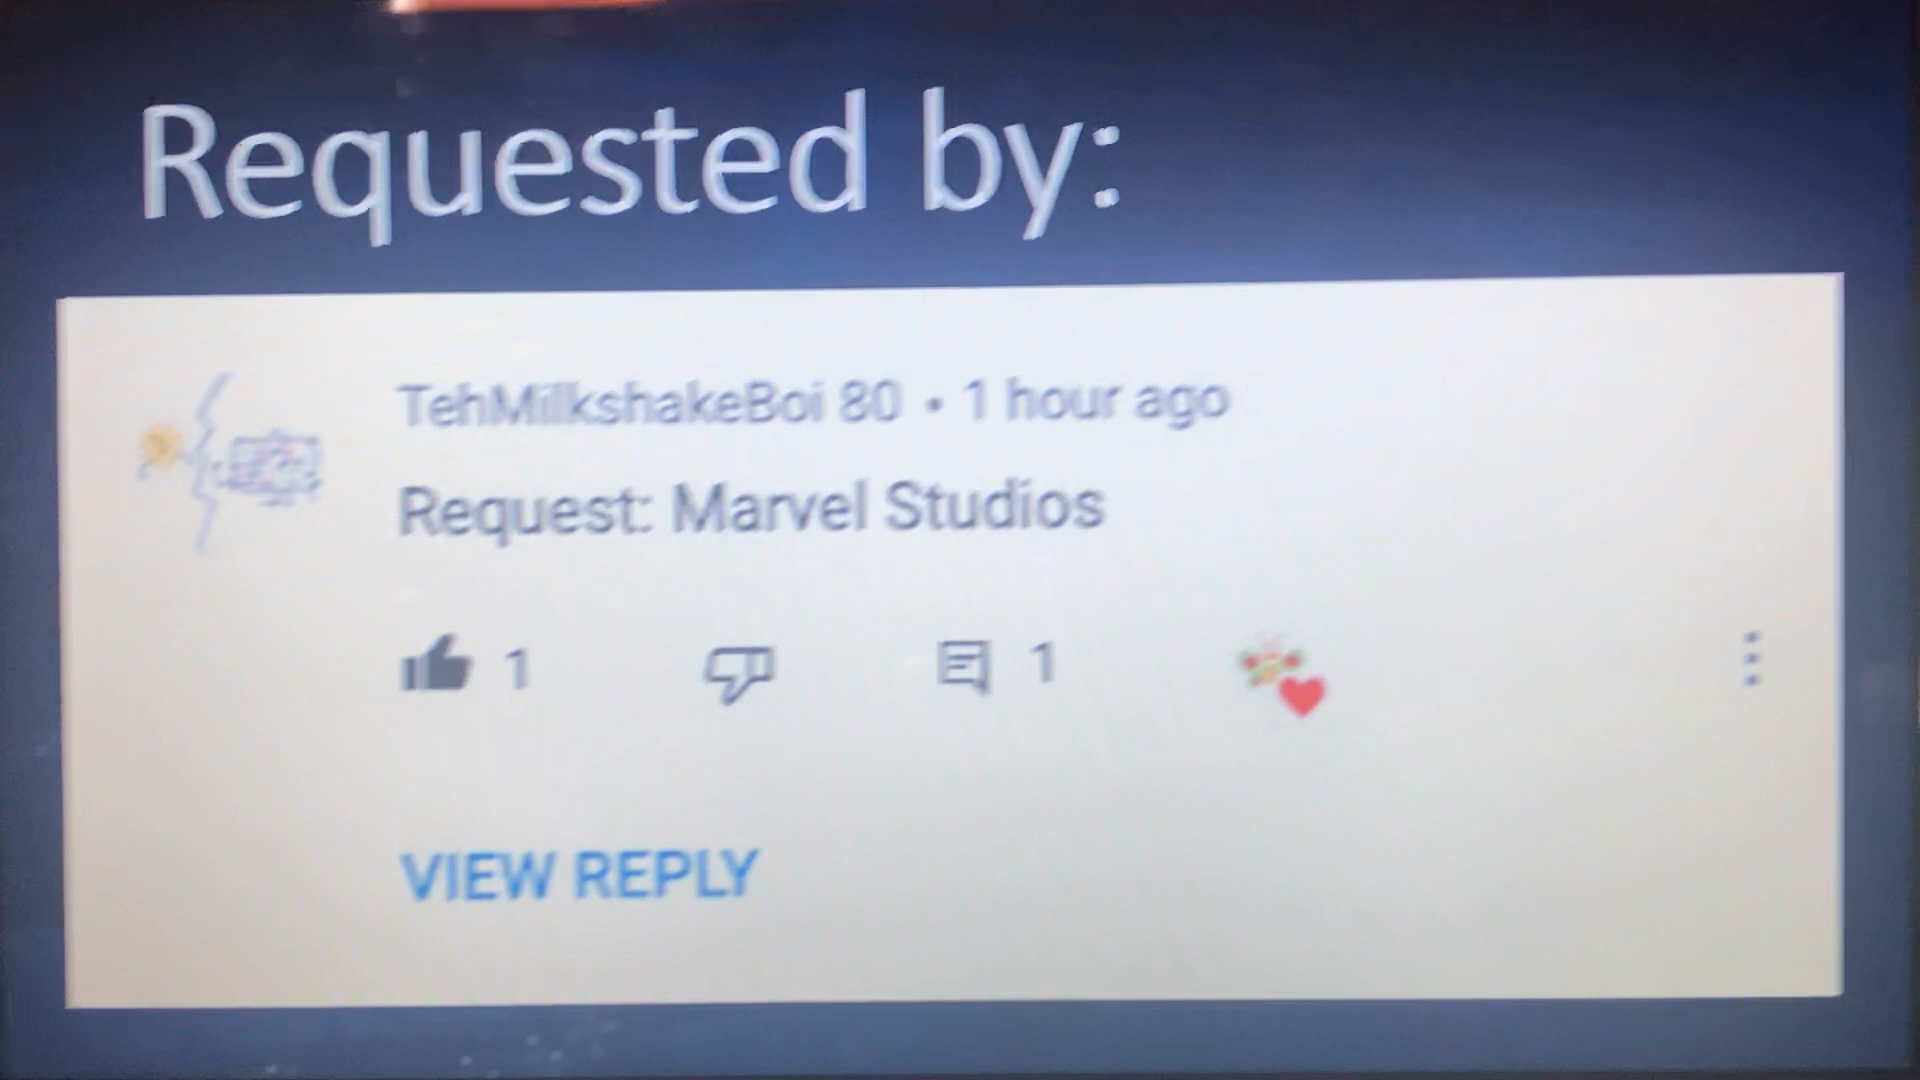 Requested by:
TehMilkshakeBoi 80 • 1 hour ago
Request: Marvel Studios
1 1
VIEW REPLY